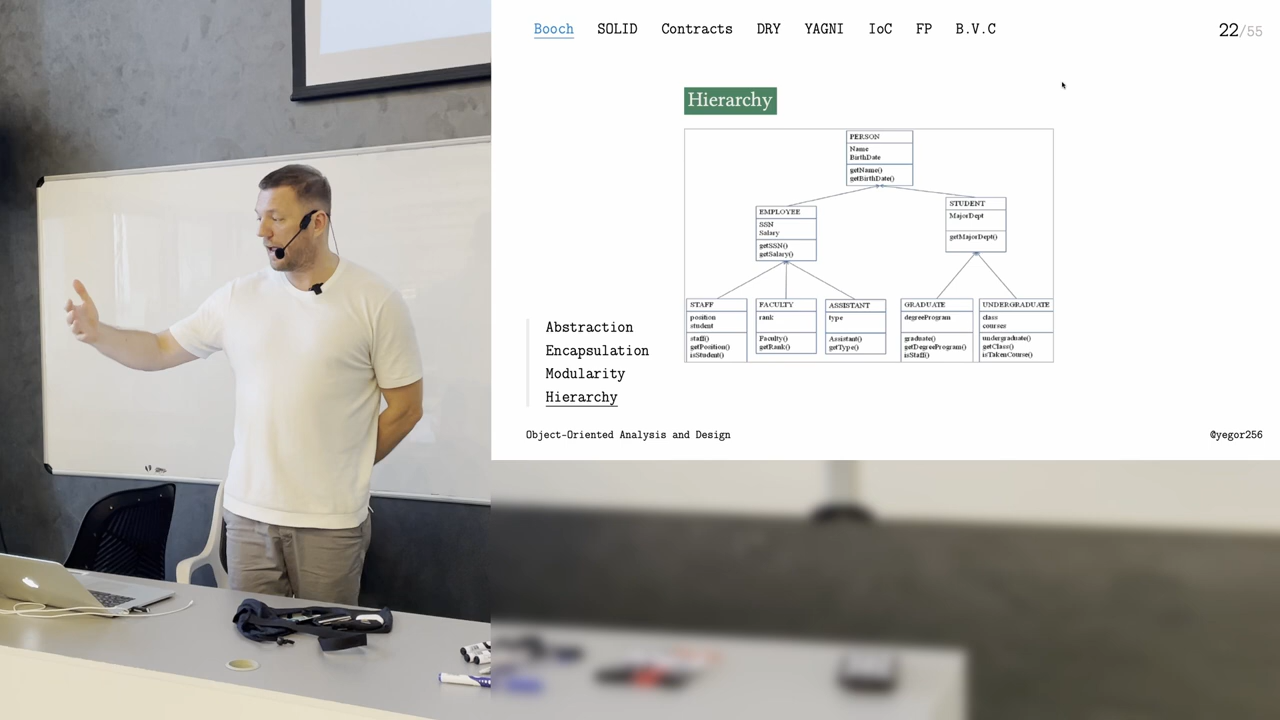 Booch SOLID Contracts DRY YAGNI IoC FP B.V.C
22/55
Hierarchy
PERSON
Name
BirthDate
getName()
getBirthDate()
EMPLOYEE
SSN
Salary
getSSN()
getSalary()
STUDENT
MajorDept
getMajorDept()
STAFF
position
student
staff()
getPosition()
isStudent()
FACULTY
rank
Faculty()
getRank()
ASSISTANT
type
Assistant()
getType()
GRADUATE
degreeProgram
graduate()
getDegreeProgram()
isStaff()
UNDERGRADUATE
class
courses
undergraduate()
getClass()
isTakenCourse()
Abstraction
Encapsulation
Modularity
Hierarchy
Object-Oriented Analysis and Design
@yegor256